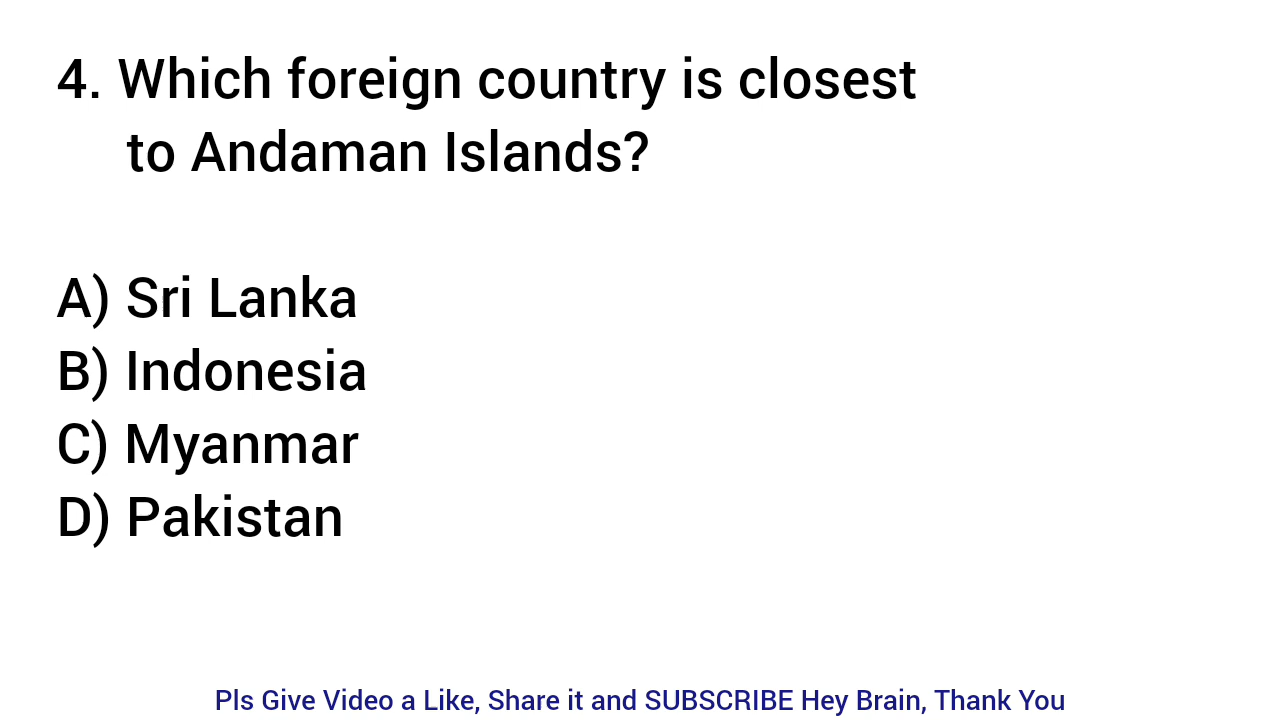 4. Which foreign country is closest
to Andaman Islands?
A) Sri Lanka
B) Indonesia
C) Myanmar
D) Pakistan
Pls Give Video a Like, Share it and SUBSCRIBE Hey Brain, Thank You